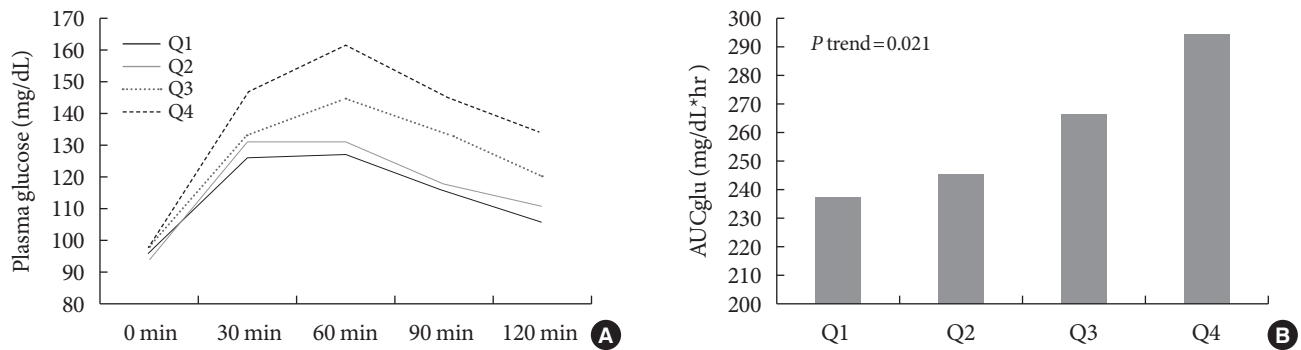 Plasma glucose (mg/dL)
170
160
150
140
130
120
110
100
90
80
Q1
Q2
Q3
Q4
0 min 30 min 60 min 90 min 120 min
A
AUCglu (mg/dL*hr)
300
290
280
270
260
250
240
230
220
210
200
P trend=0.021
Q1 Q2 Q3 Q4
B